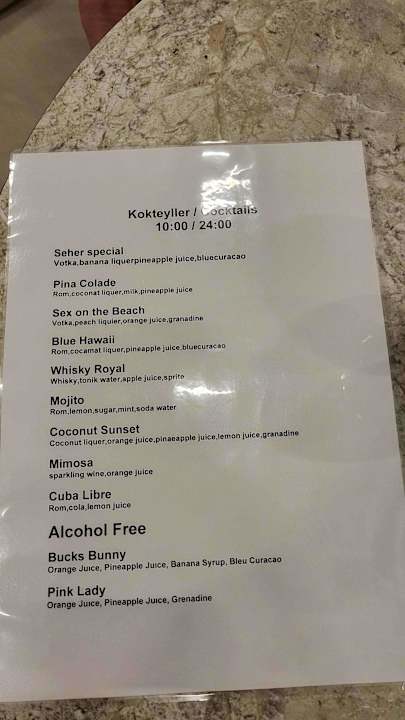 Kokteyller / Cocktails
10:00 / 24:00
Seher special
Votka,banana liquerpineapple juice,bluecuracao
Pina Colade
Rom,coconat liquer,milk,pineapple juice
Sex on the Beach
Votka,peach liquier,orange juice,granadine
Blue Hawaii
Rom,cocamat liquer,pineapple juice,bluecuracao
Whisky Royal
Whisky,tonik water,apple juice,sprite
Mojito
Rom,lemon,sugar,mint,soda water
Coconut Sunset
Coconut liquer,orange juice,pinaeapple juice,lemon juice,granadine
Mimosa
sparkling wine,orange juice
Cuba Libre
Rom,cola,lemon juice
Alcohol Free
Bucks Bunny
Orange Juice, Pineapple Juice, Banana Syrup, Bleu Curacao
Pink Lady
Orange Juice, Pineapple Juice, Grenadine